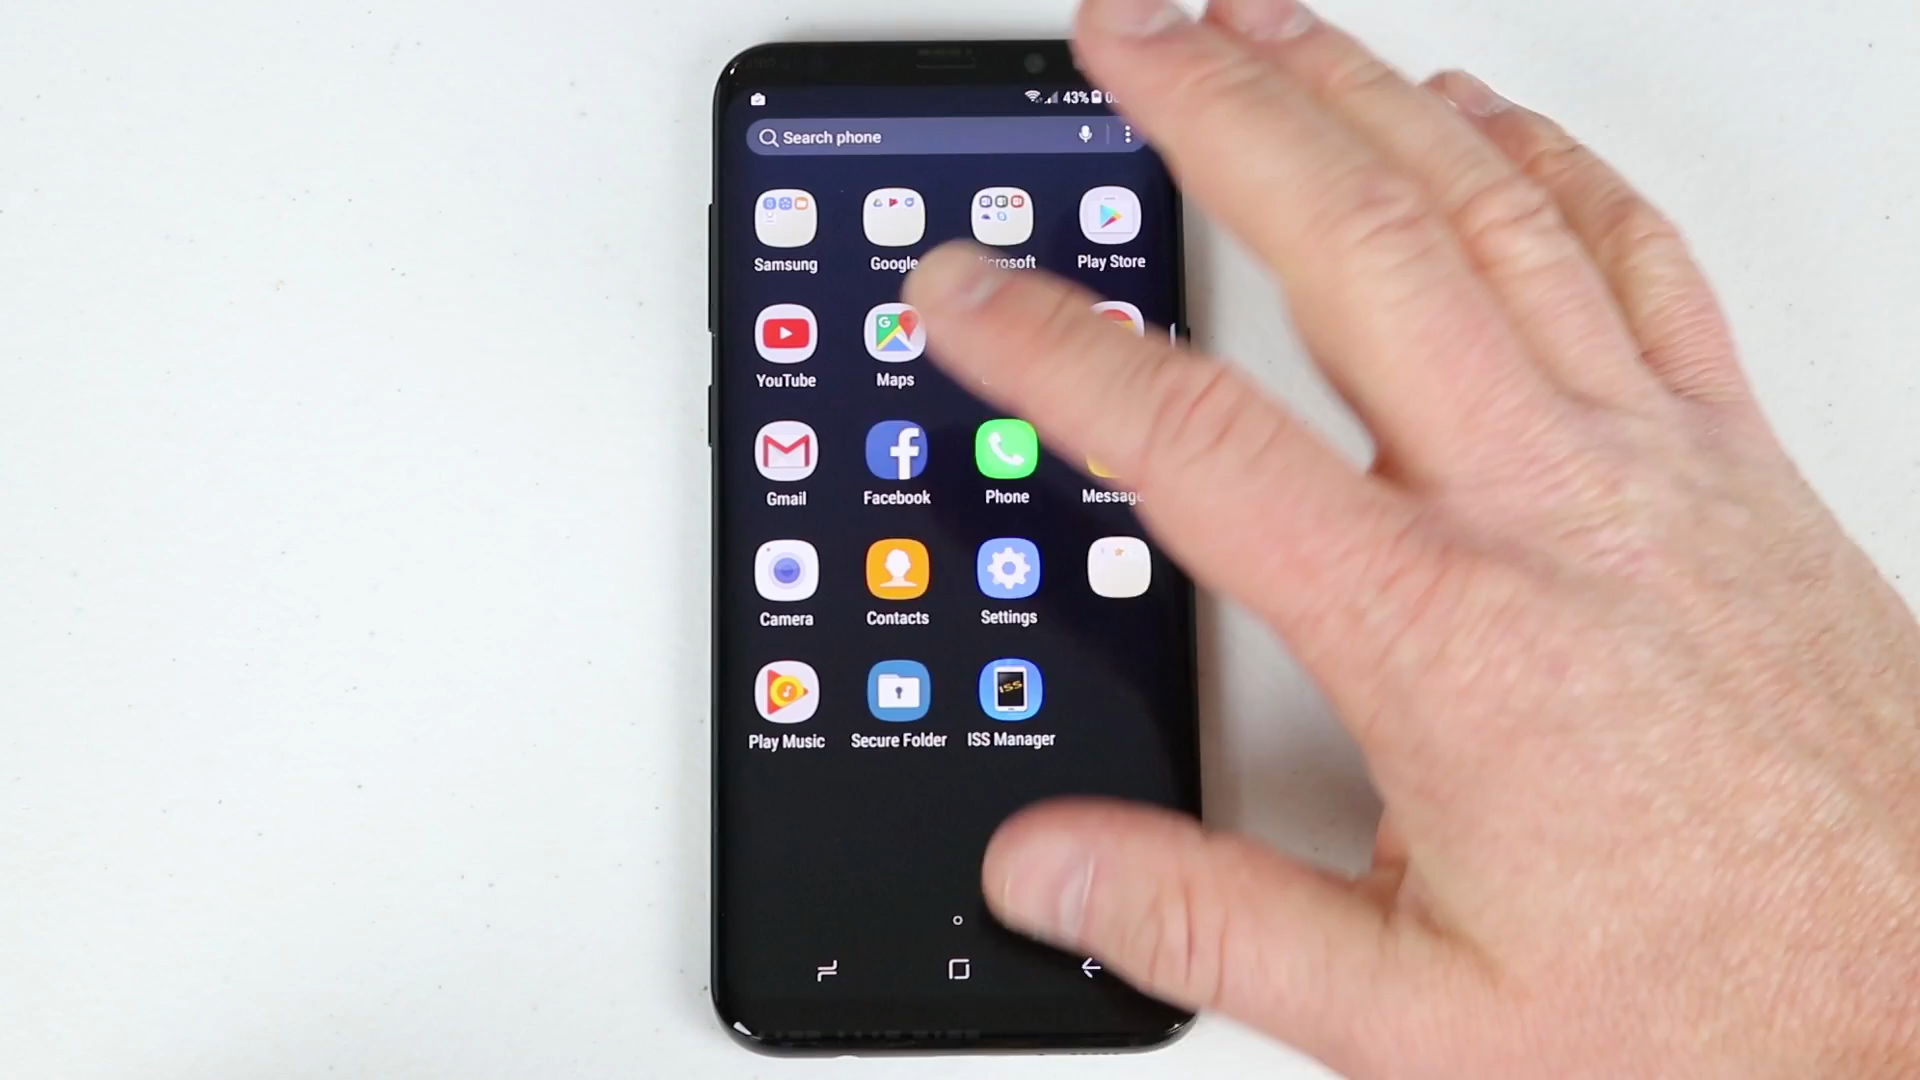 43%
Search phone
Samsung
Google
Play Store
YouTube
Maps
Gmail
Facebook
Phone
Camera
Contacts
Settings
ISS
Play Music
Secure Folder
ISS Manager